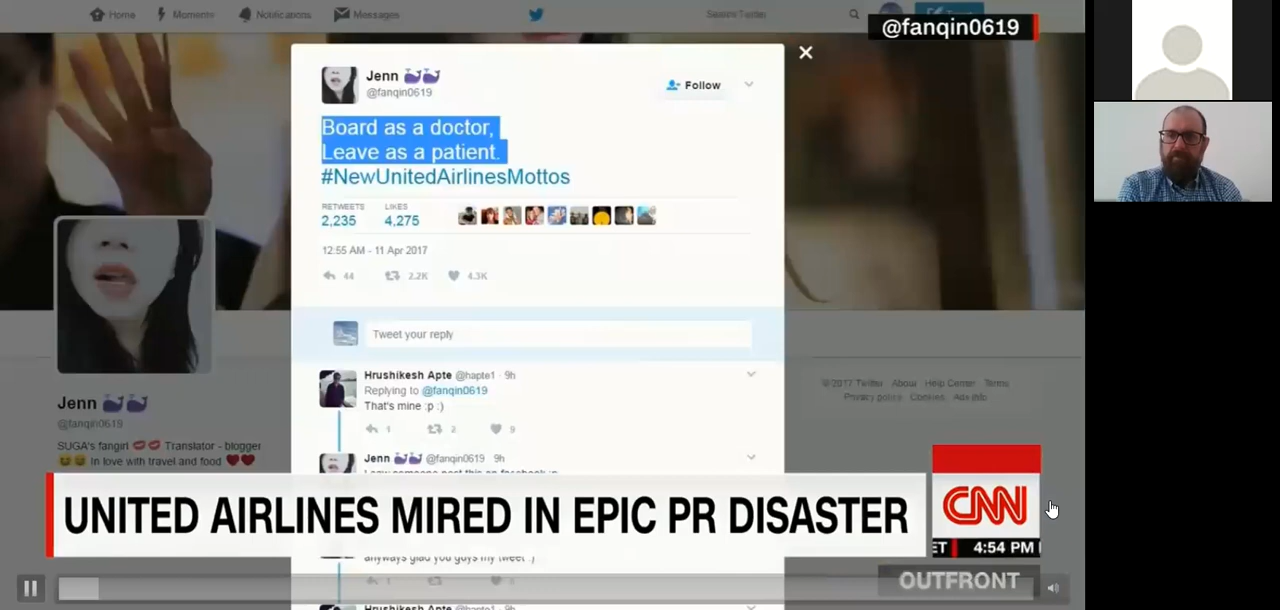 Home
Moments
Notifications
Messages
Search Twitter
@fanqin0619
Jenn
@fanqin0619
Follow
Board as a doctor,
Leave as a patient.
#NewUnitedAirlinesMottos
RETWEETS
LIKES
2,235
4,275
12:55 AM - 11 Apr 2017
44
2.2K
4.3K
Tweet your reply
Hrushikesh Apte @hapte1 · 9h
Replying to @fanqin0619
That's mine :p :)
1
2
9
Jenn @fanqin0619 9h
anyways glad you guys my tweet :)
1
Hrushikesh Apte @hapte1 · 9h
Jenn
@fanqin0619
SUGA's fangirl Translator - blogger
In love with travel and food
© 2017 Twitter About Help Center Terms
Privacy policy Cookies Ads info
UNITED AIRLINES MIRED IN EPIC PR DISASTER
CNN
ET 4:54 PM
OUTFRONT